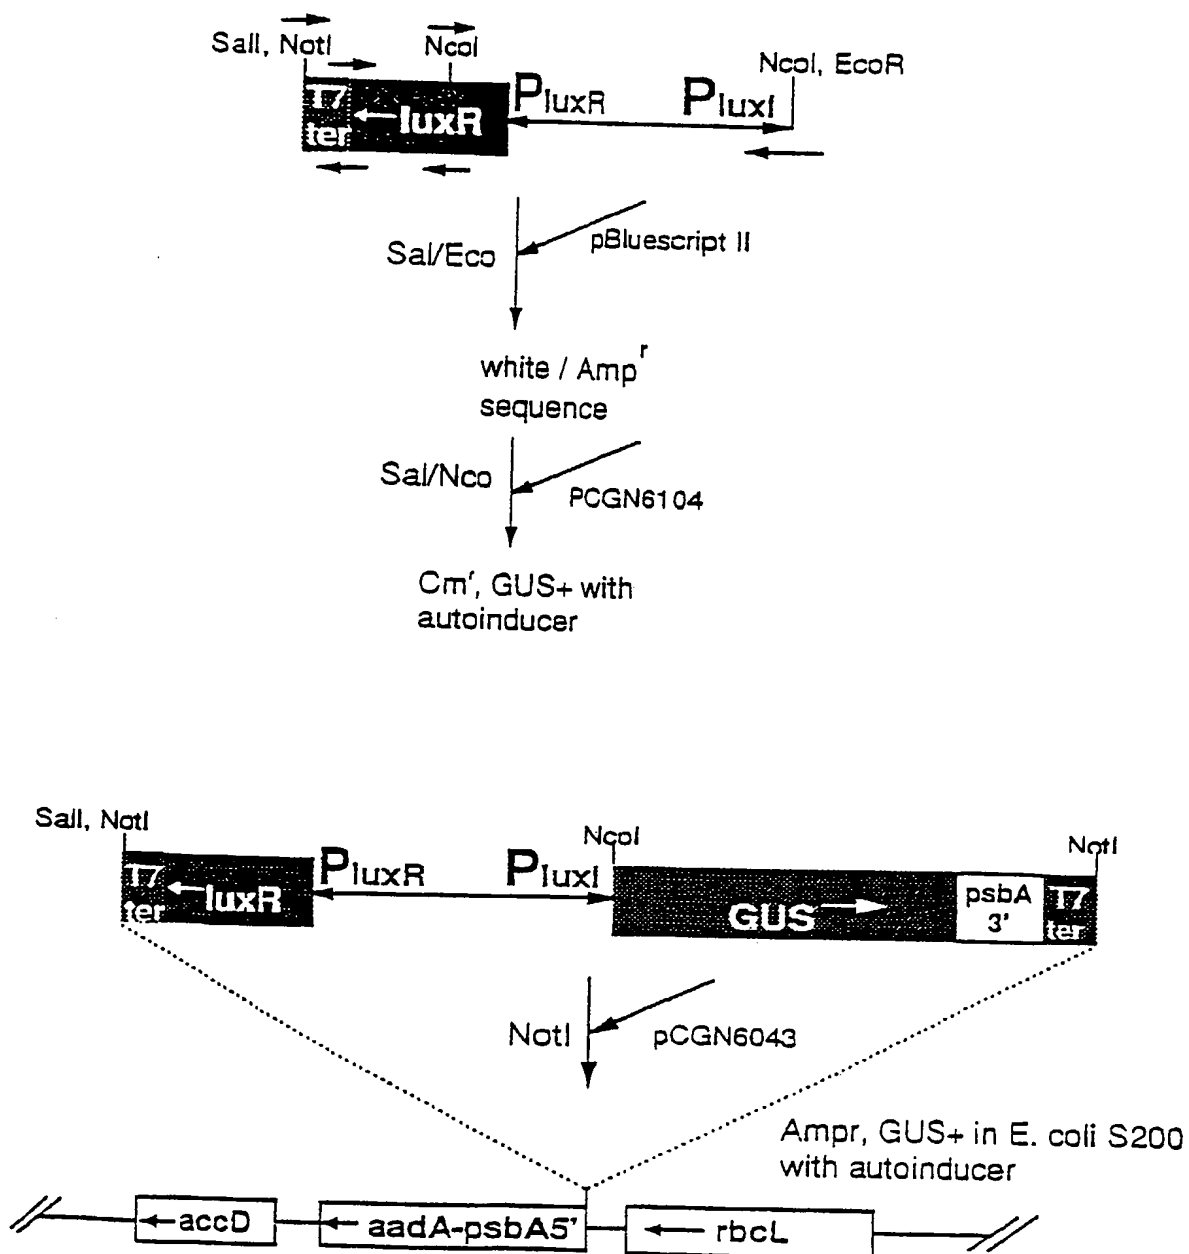 SalI, NotI
NcoI
NcoI, EcoR
T7
ter
luxR
PluxR
PluxI
Sal/Eco
pBluescript II
white / Ampr
sequence
Sal/Nco
PCGN6104
Cmr, GUS+ with
autoinducer
SalI, NotI
NcoI
NotI
T7
ter
luxR
PluxR
PluxI
GUS
psbA
3'
T7
ter
NotI
pCGN6043
Ampr, GUS+ in E. coli S200
with autoinducer
accD
aadA-psbA5'
rbcL